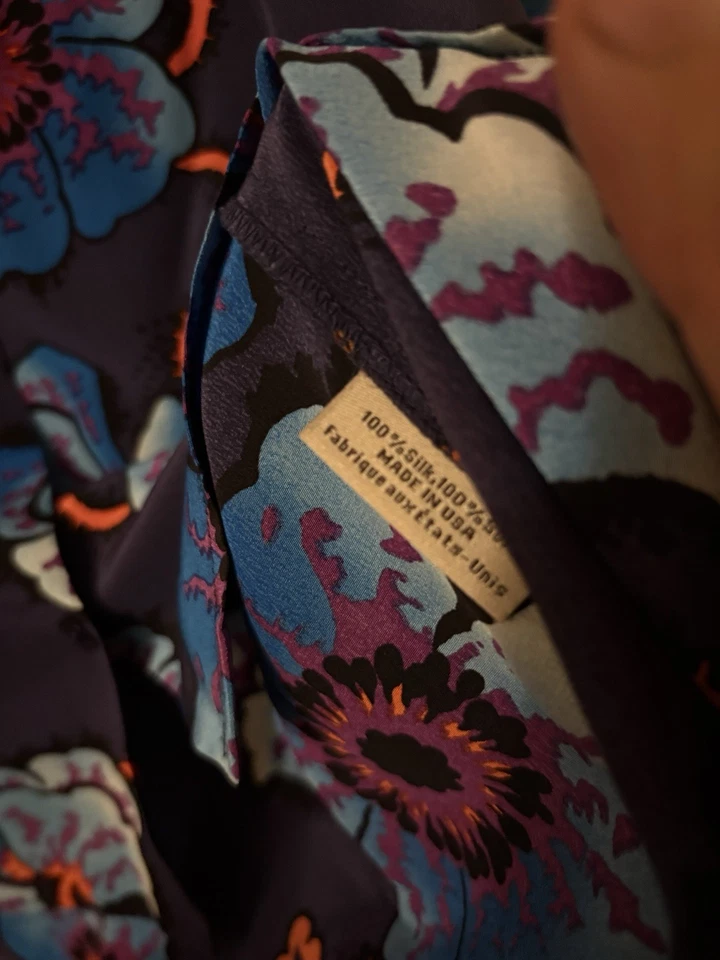 100%Silk,100%
MADE IN USA
Fabrique aux États-Unis